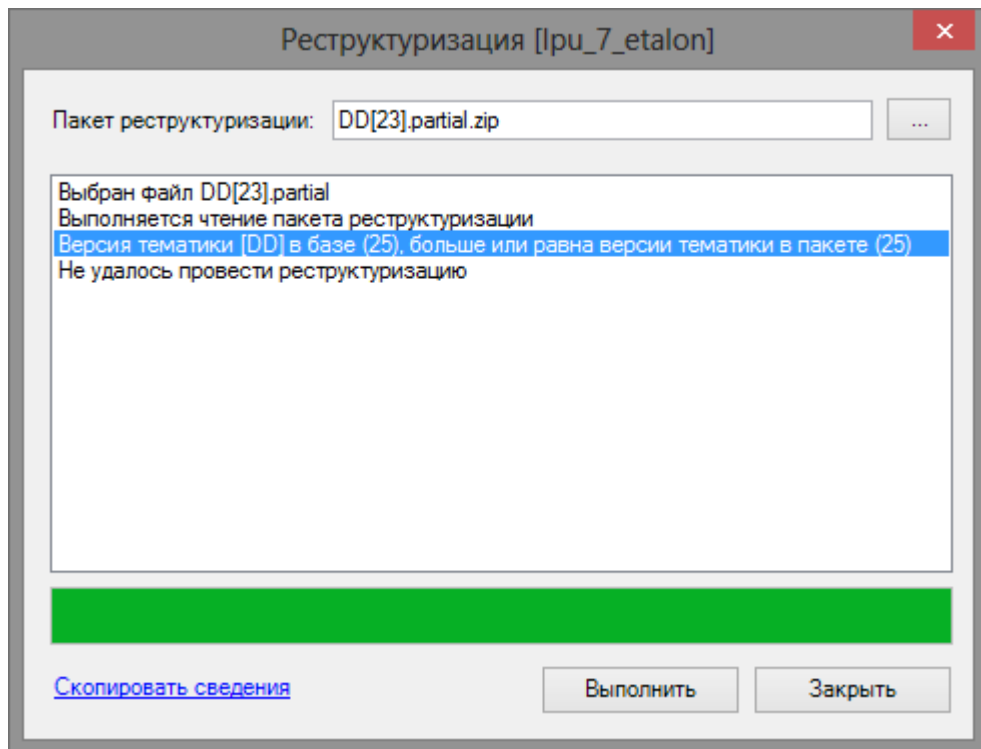 Реструктуризация [lpu_7_etalon]
×
Пакет реструктуризации: DD[23].partial.zip ...
Выбран файл DD[23].partial
Выполняется чтение пакета реструктуризации
Версия тематики [DD] в базе (25), больше или равна версии тематики в пакете (25)
Не удалось провести реструктуризацию
Скопировать сведения Выполнить Закрыть